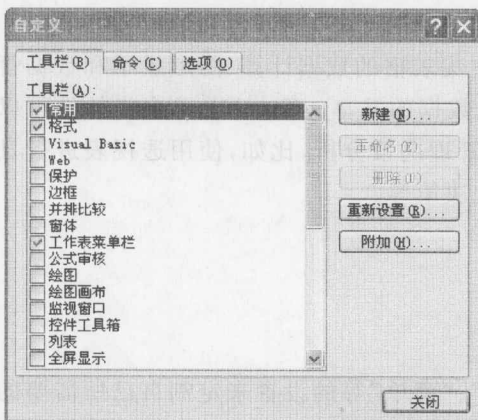 自定义
工具栏(B) 命令(C) 选项(O)
工具栏(A):
常用
格式
Visual Basic
Web
保护
边框
并排比较
窗体
工作表菜单栏
公式审核
绘图
绘图画布
监视窗口
控件工具箱
列表
全屏显示
新建(N)...
重命名(E)...
删除(D)
重新设置(R)...
附加(H)...
关闭
比如,使用